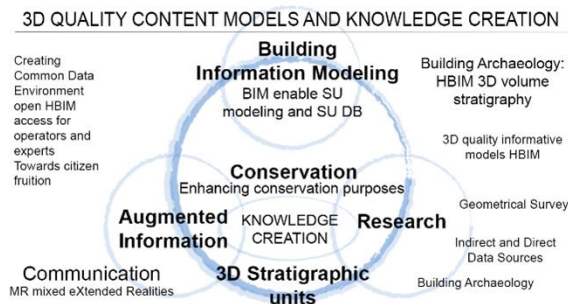 3D QUALITY CONTENT MODELS AND KNOWLEDGE CREATION
Creating
Common Data
Environment
open HBIM
access for
operators and
experts
Towards citizen
fruition
Building
Information Modeling
BIM enable SU
modeling and SU DB
Building Archaeology:
HBIM 3D volume
stratigraphy
3D quality informative
models HBIM
Conservation
Enhancing conservation purposes
Augmented
Information
KNOWLEDGE
CREATION
Research
Geometrical Survey
Indirect and Direct
Data Sources
Building Archaeology
Communication
MR mixed eXtended Realities
3D Stratigraphic
units